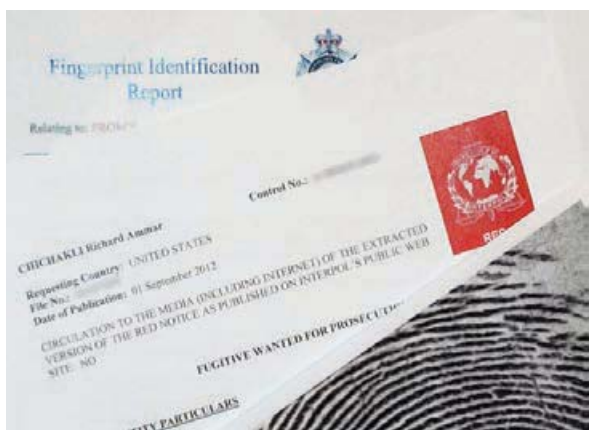 Fingerprint Identification
Report
Relating to:
Control No.:
CHICHAKLI Richard Ammar
Requesting Country: UNITED STATES
File No.:
Date of Publication: 01 September 2012
CIRCULATION TO THE MEDIA (INCLUDING INTERNET) OF THE EXTRACTED
VERSION OF THE RED NOTICE AS PUBLISHED ON INTERPOL'S PUBLIC WEB
SITE: NO
FUGITIVE WANTED FOR PROSECUTIO
ITY PARTICULARS